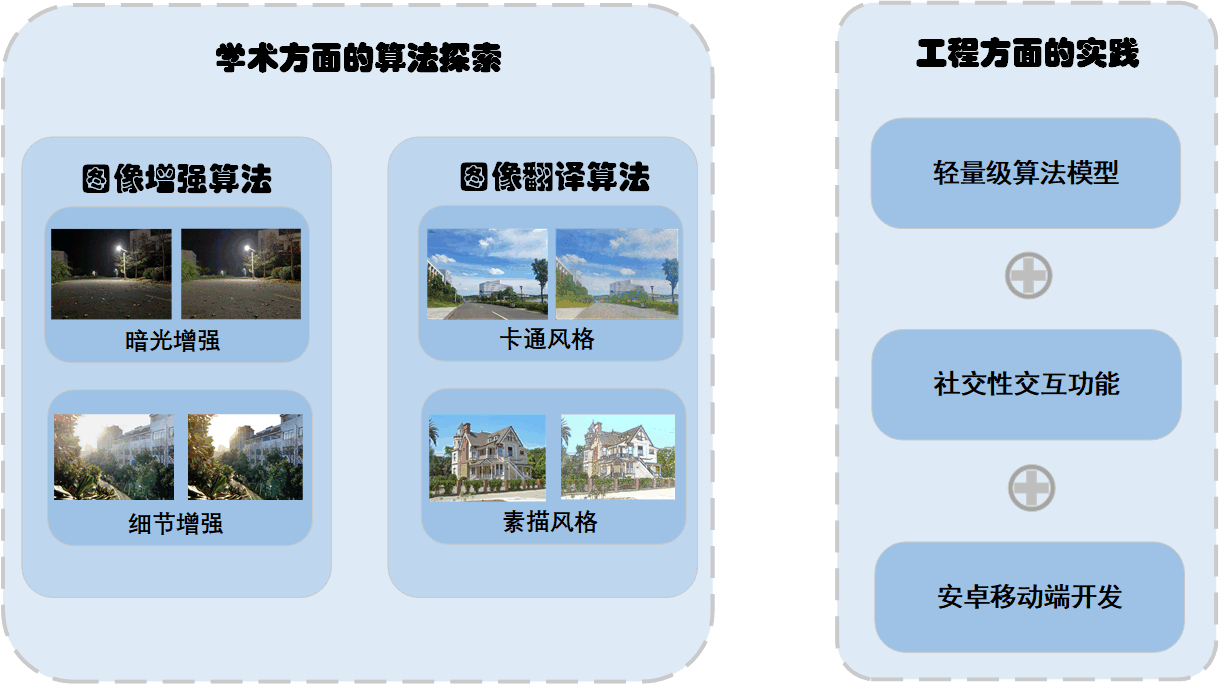 学术方面的算法探索
图像增强算法
暗光增强
细节增强
图像翻译算法
卡通风格
素描风格
工程方面的实践
轻量级算法模型
社交性交互功能
安卓移动端开发